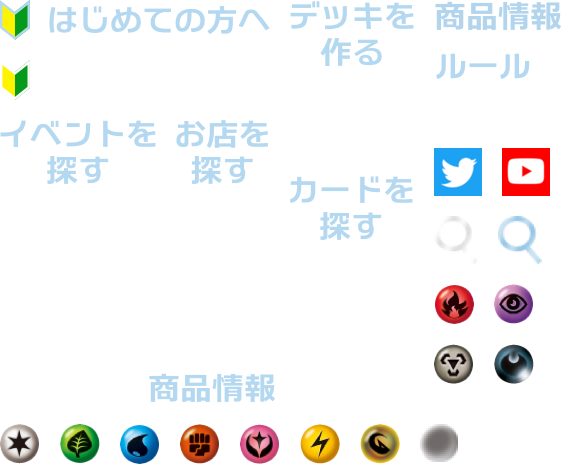 はじめての方へ
デッキを
作る
商品情報
ルール
イベントを
探す
お店を
探す
カードを
探す
商品情報